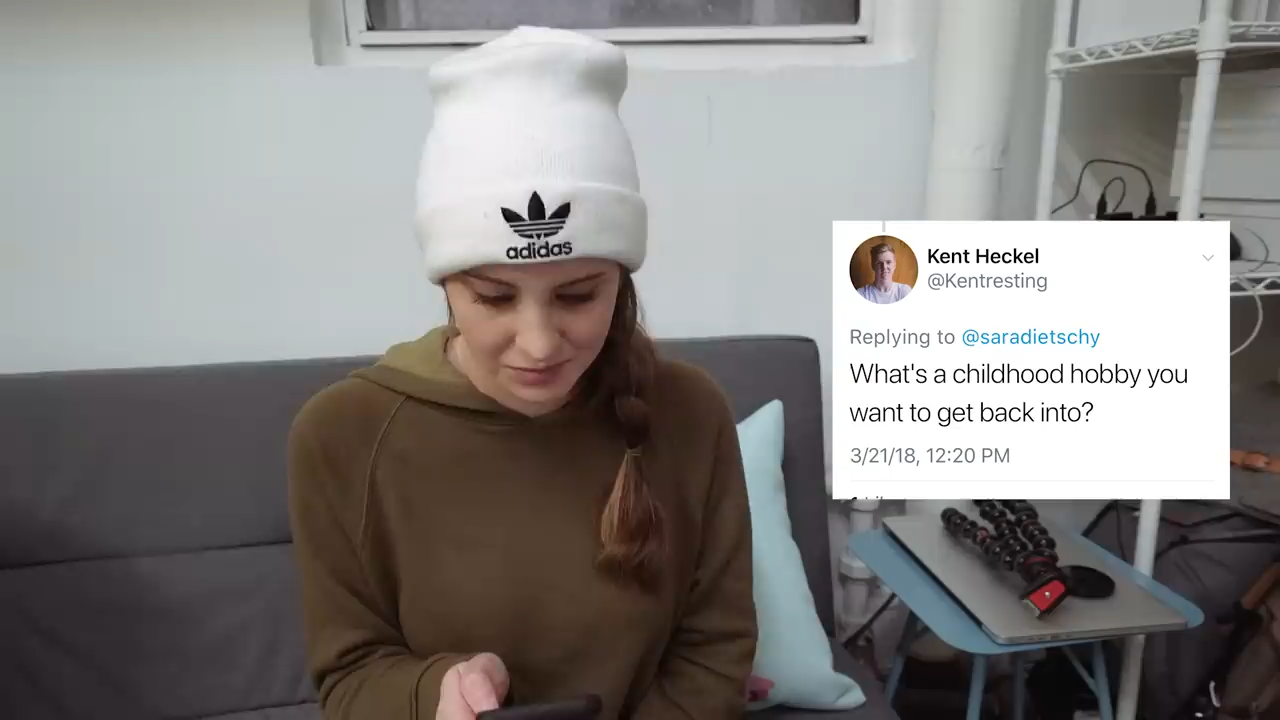 adidas
Kent Heckel
@Kentresting
Replying to @saradietschy
What's a childhood hobby you
want to get back into?
3/21/18, 12:20 PM